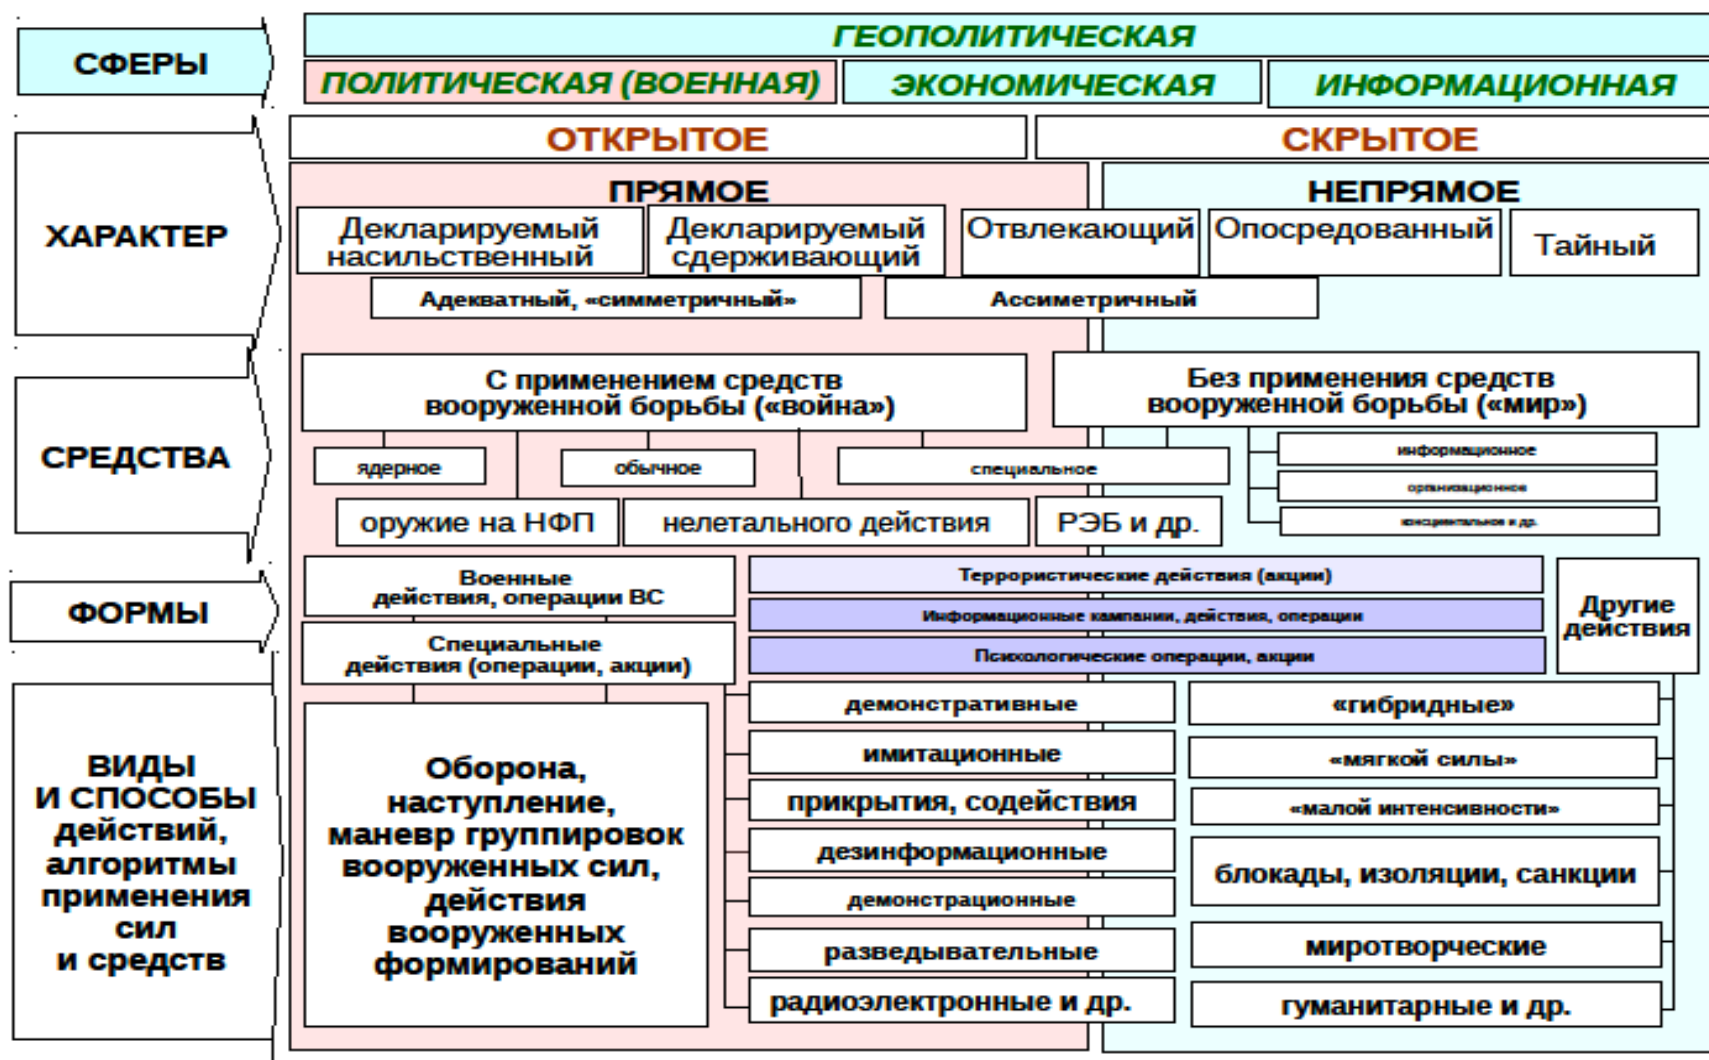 СФЕРЫ
ГЕОПОЛИТИЧЕСКАЯ
ПОЛИТИЧЕСКАЯ (ВОЕННАЯ)
ЭКОНОМИЧЕСКАЯ
ИНФОРМАЦИОННАЯ
ХАРАКТЕР
ОТКРЫТОЕ
СКРЫТОЕ
ПРЯМОЕ
НЕПРЯМОЕ
Декларируемый
насильственный
Декларируемый
сдерживающий
Отвлекающий
Опосредованный
Тайный
Адекватный, «симметричный»
Ассиметричный
СРЕДСТВА
С применением средств
вооруженной борьбы («война»)
Без применения средств
вооруженной борьбы («мир»)
ядерное
обычное
специальное
информационное
организационное
консциентальное и др.
оружие на НФП
нелетального действия
РЭБ и др.
ФОРМЫ
Военные
действия, операции ВС
Специальные
действия (операции, акции)
Террористические действия (акции)
Информационные кампании, действия, операции
Психологические операции, акции
Другие
действия
ВИДЫ
И СПОСОБЫ
действий,
алгоритмы
применения
сил
и средств
Оборона,
наступление,
маневр группировок
вооруженных сил,
действия
вооруженных
формирований
демонстративные
имитационные
прикрытия, содействия
дезинформационные
демонстрационные
разведывательные
радиоэлектронные и др.
«гибридные»
«мягкой силы»
«малой интенсивности»
блокады, изоляции, санкции
миротворческие
гуманитарные и др.